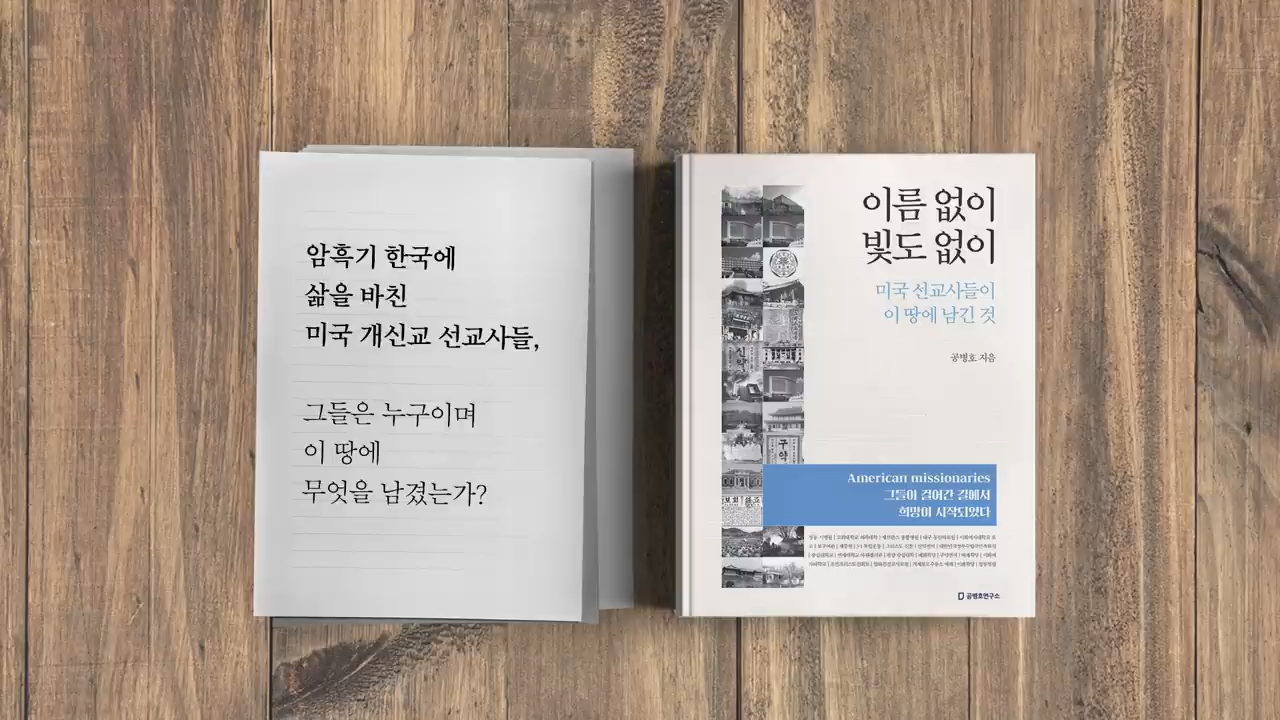 암흑기 한국에
삶을 바친
미국 개신교 선교사들,
그들은 누구이며
이 땅에
무엇을 남겼는가?
이름 없이
빛도 없이
미국 선교사들이
이 땅에 남긴 것
공병호 지음
구약
American missionaries
그들이 걸어간 길에서
희망이 시작되었다
공병호연구소